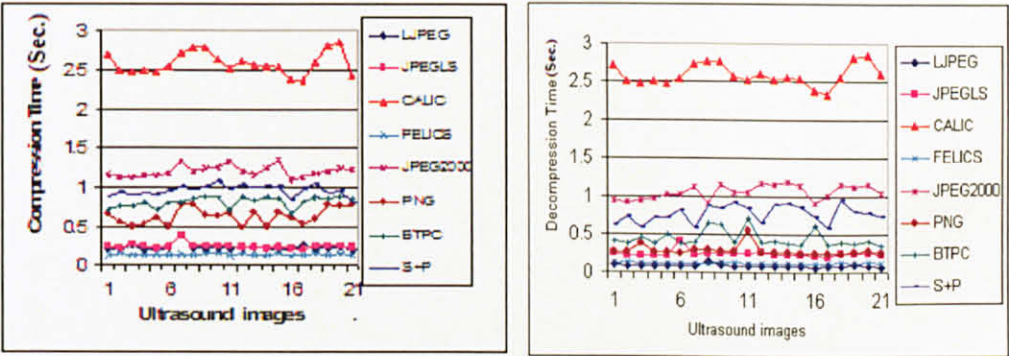 Compression Time (Sec.)
3
2.5
2
1.5
1
0.5
0
1
6
11
16
21
Ultrasound images
LJPEG
JPEGLS
CALIC
FELICS
JPEG2000
PNG
BTPC
S+P
Decompression Time (Sec.)
3
2.5
2
1.5
1
0.5
0
1
6
11
16
21
Ultrasound images
LJPEG
JPEGLS
CALIC
FELICS
JPEG2000
PNG
BTPC
S+P